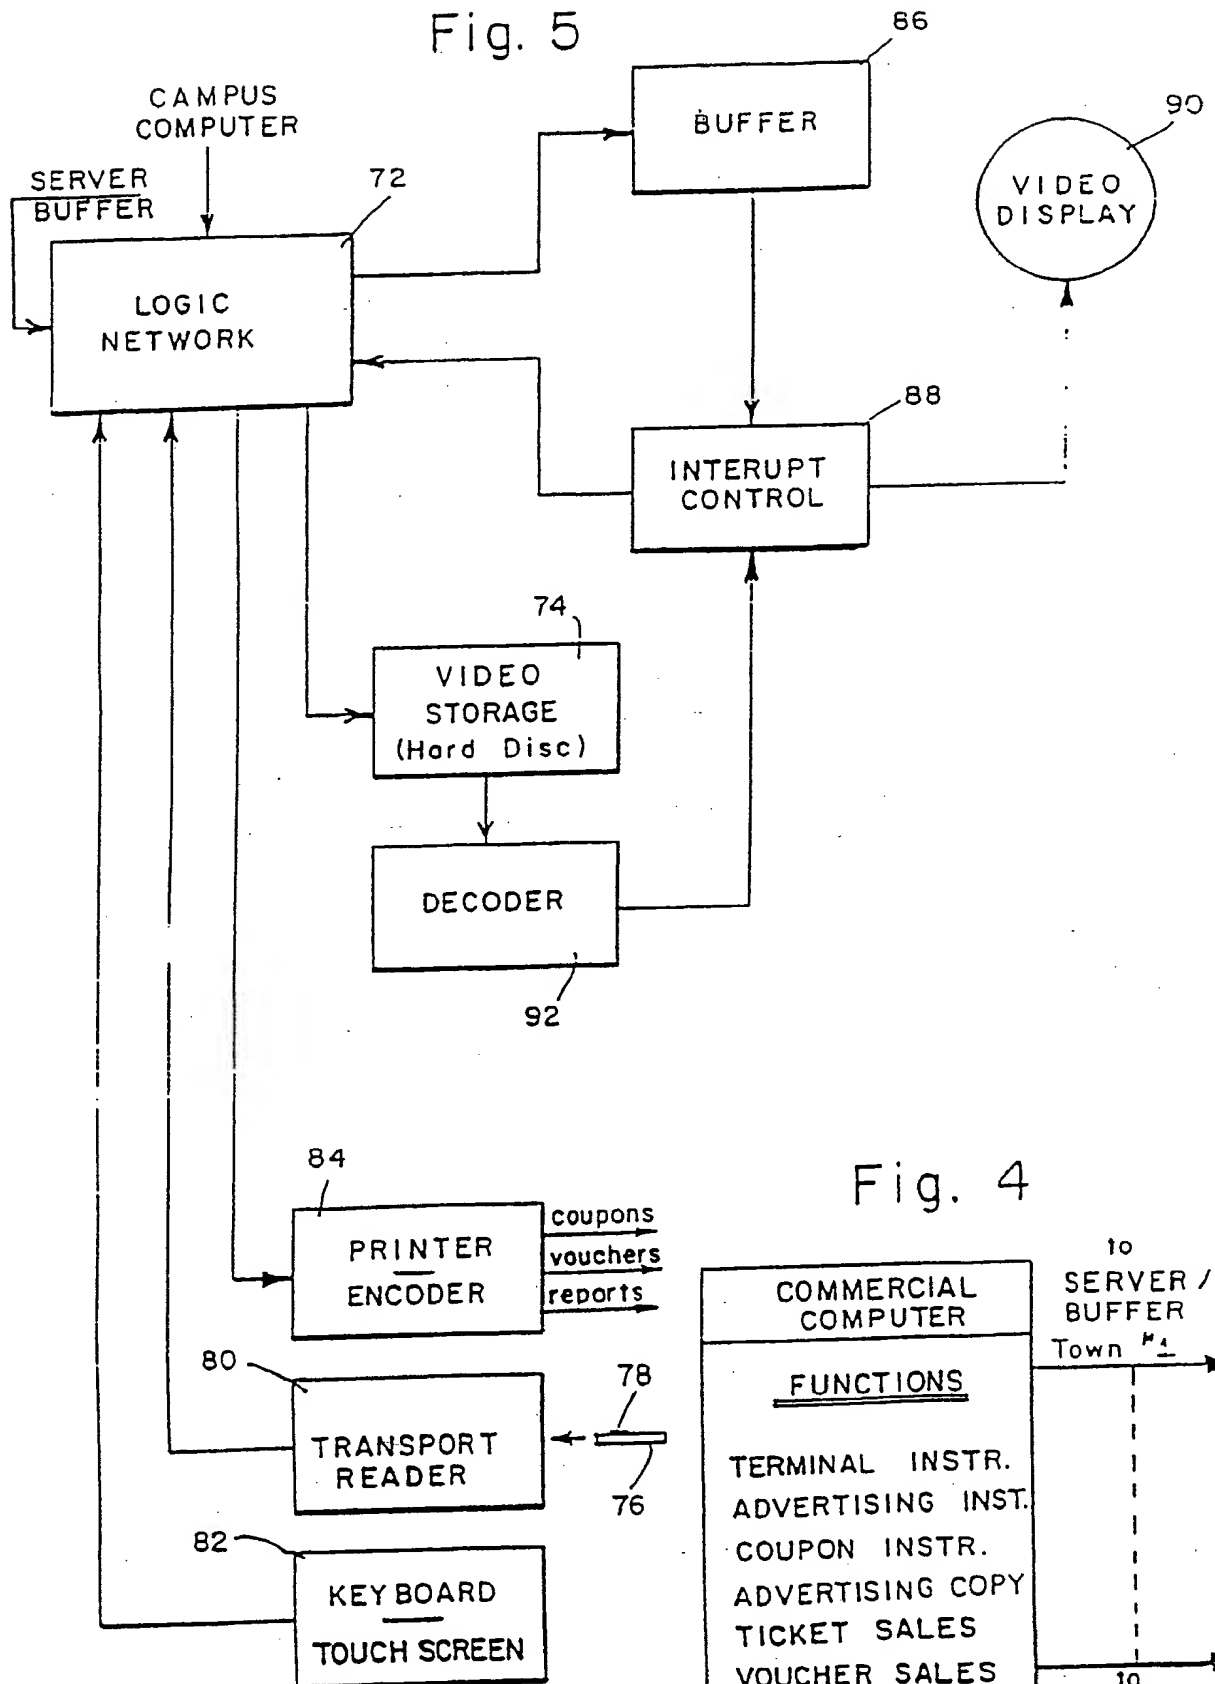 Fig. 5
86
CAMPUS
COMPUTER
BUFFER
90
SERVER
BUFFER
72
VIDEO
DISPLAY
LOGIC
NETWORK
88
INTERUPT
CONTROL
74
VIDEO
STORAGE
(Hard Disc)
DECODER
92
84
PRINTER
ENCODER
coupons
vouchers
reports
80
TRANSPORT
READER
78
76
82
KEYBOARD
TOUCH SCREEN
Fig. 4
COMMERCIAL
COMPUTER
to
SERVER /
BUFFER
Town #1
FUNCTIONS
TERMINAL INSTR.
ADVERTISING INST.
COUPON INSTR.
ADVERTISING COPY
TICKET SALES
VOUCHER SALES
to